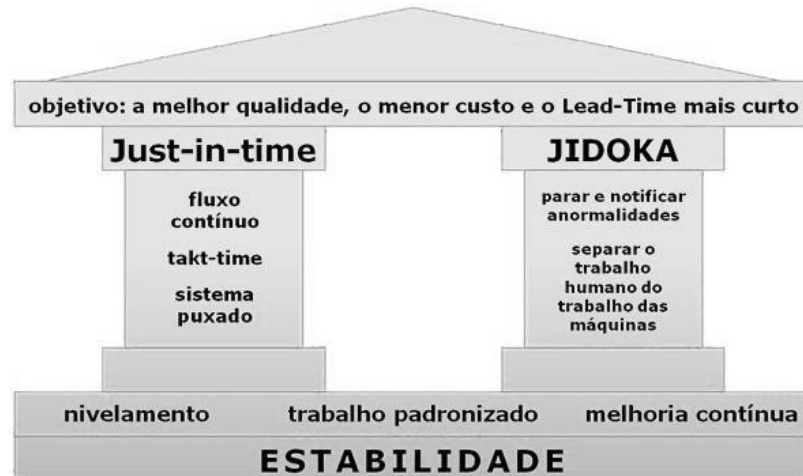 objetivo: a melhor qualidade, o menor custo e o Lead-Time mais curto
Just-in-time
fluxo
contínuo
takt-time
sistema
puxado
JIDOKA
parar e notificar
anormalidades
separar o
trabalho
humano do
trabalho das
máquinas
nivelamento trabalho padronizado melhoria contínua
ESTABILIDADE